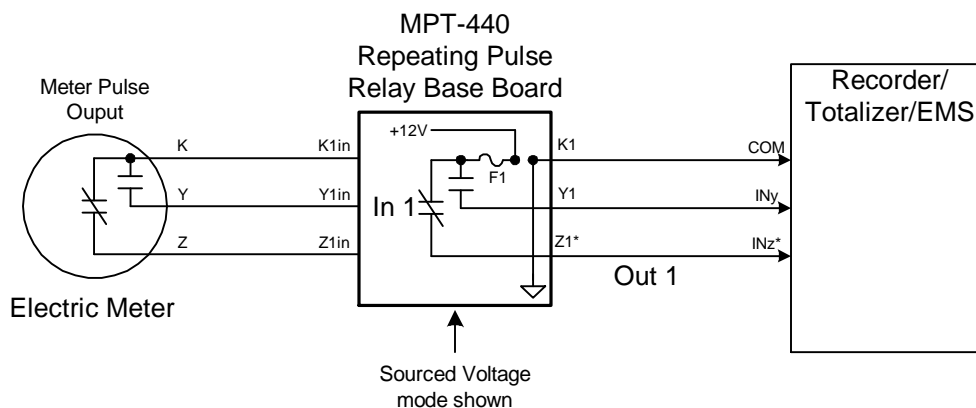 MPT-440
Repeating Pulse
Relay Base Board
Meter Pulse
Ouput
Recorder/
Totalizer/EMS
+12V
K
K1in
K1
COM
F1
Y
Y1in
In 1
Y1
INy
Z
Z1in
Z1*
INz*
Out 1
Electric Meter
Sourced Voltage
mode shown